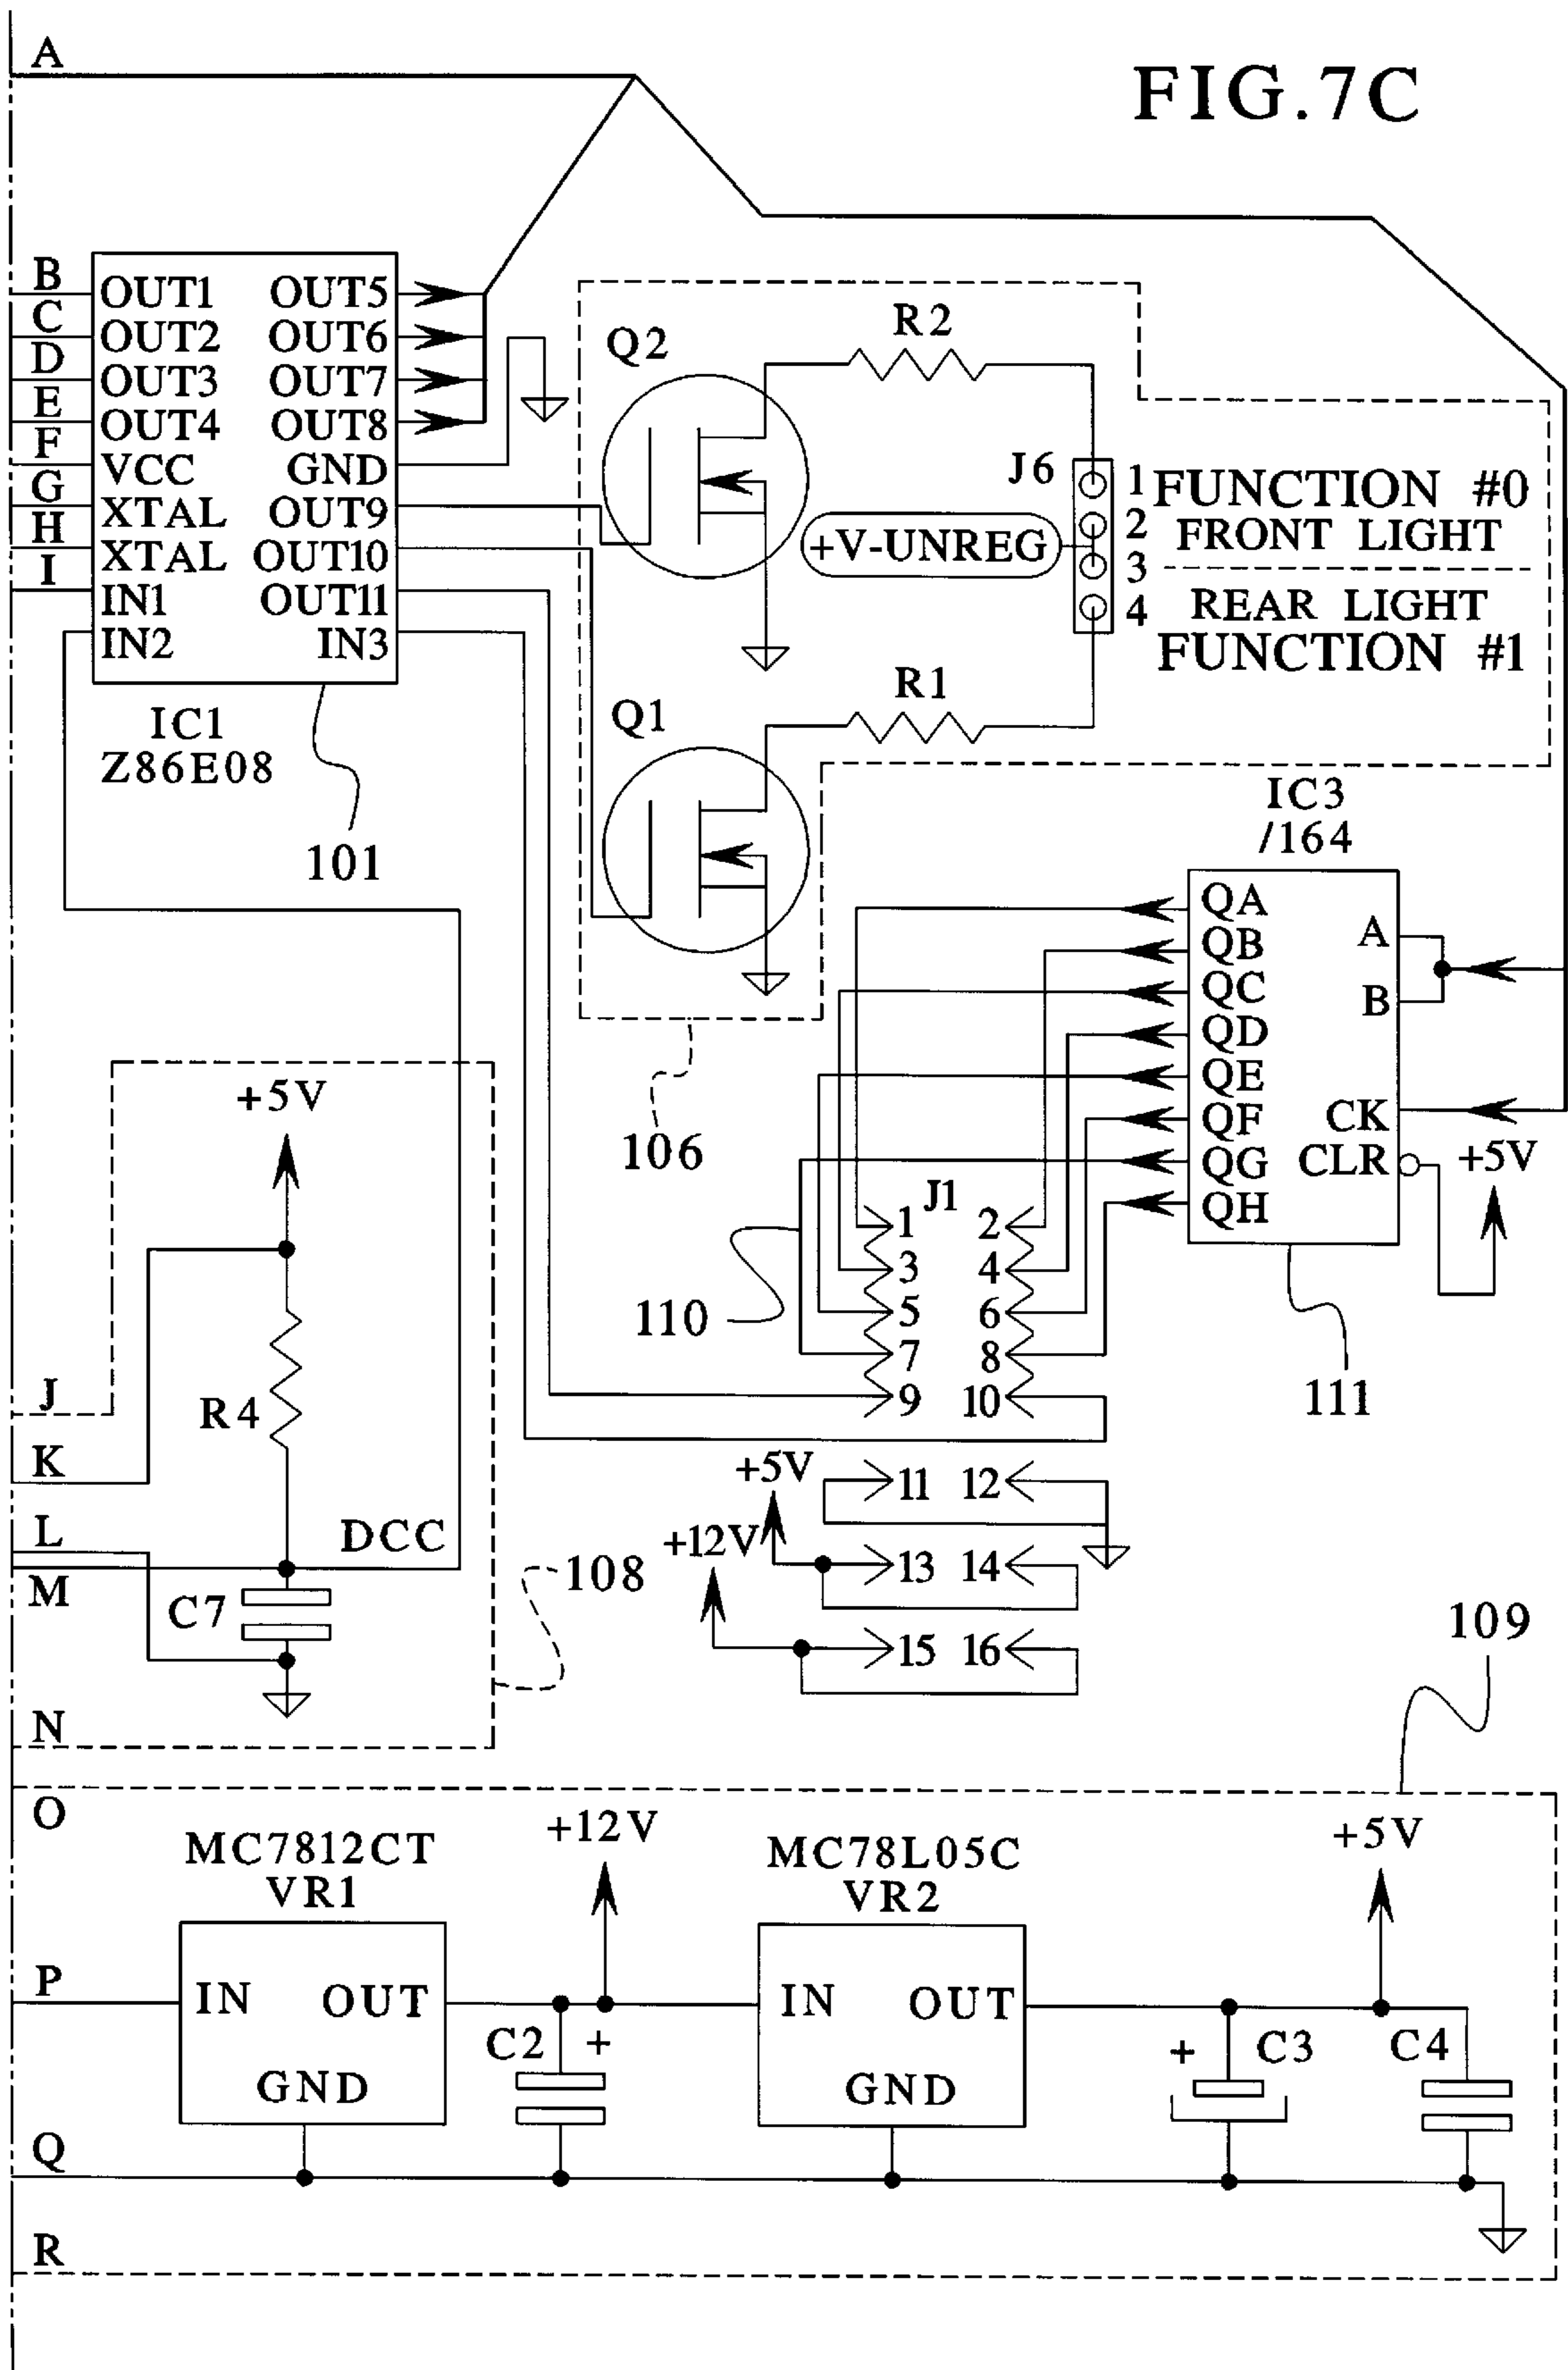 A
FIG.7C
B
C
D
E
F
G
H
I
OUT1 OUT5
OUT2 OUT6
OUT3 OUT7
OUT4 OUT8
VCC GND
XTAL OUT9
XTAL OUT10
IN1 OUT11
IN2 IN3
IC1
Z86E08
101
Q2
R2
J6
+V-UNREG
1
2
3
4
FUNCTION #0
FRONT LIGHT
REAR LIGHT
FUNCTION #1
Q1
R1
106
IC3
/164
QA
QB
QC
QD
QE
QF
QG
QH
A
B
CK
CLR
+5V
111
J1
1 2
3 4
5 6
7 8
9 10
110
+5V
11 12
+12V
13 14
15 16
+5V
J
R4
K
L
DCC
M
C7
108
N
109
O
MC7812CT
VR1
+12V
MC78L05C
VR2
+5V
P
IN OUT
GND
C2 +
IN OUT
GND
+ C3
C4
Q
R